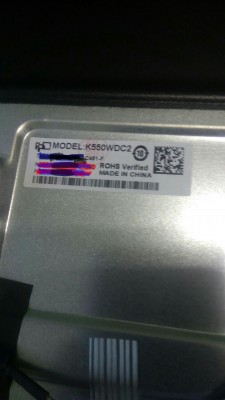 MODEL:K550WDC2
ROHS Verified
MADE IN CHINA